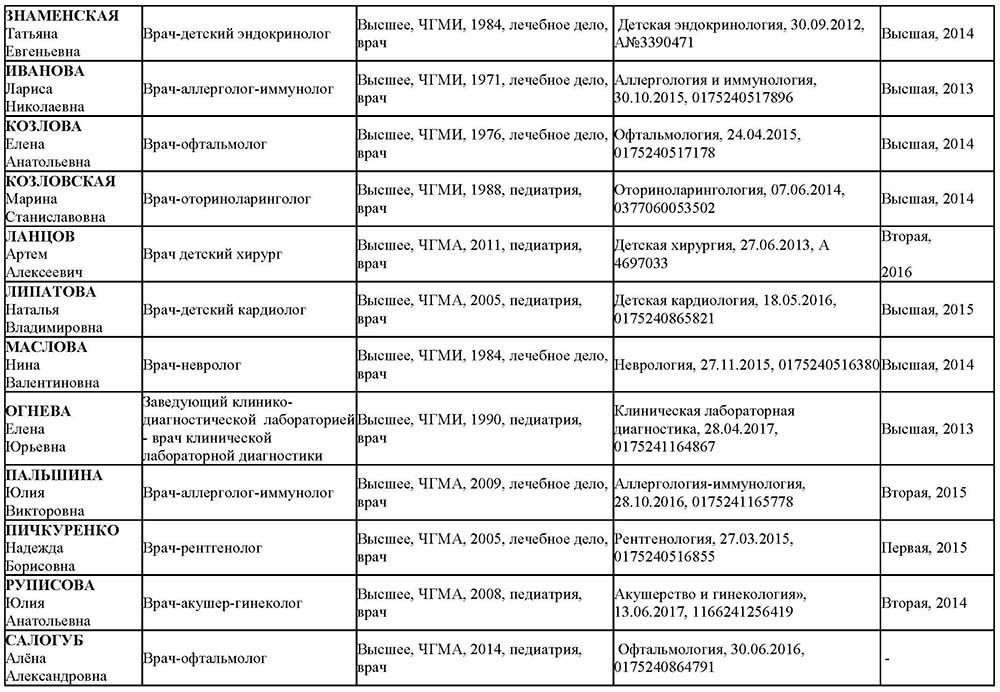 ЗНАМЕНСКАЯ
Татьяна
Евгеньевна
Врач-детский эндокринолог
Высшее, ЧГМИ, 1984, лечебное дело,
врач
Детская эндокринология, 30.09.2012,
А№3390471
Высшая, 2014
ИВАНОВА
Лариса
Николаевна
Врач-аллерголог-иммунолог
Высшее, ЧГМИ, 1971, лечебное дело,
врач
Аллергология и иммунология,
30.10.2015, 0175240517896
Высшая, 2013
КОЗЛОВА
Елена
Анатольевна
Врач-офтальмолог
Высшее, ЧГМИ, 1976, лечебное дело,
врач
Офтальмология, 24.04.2015,
0175240517178
Высшая, 2014
КОЗЛОВСКАЯ
Марина
Станиславовна
Врач-оториноларинголог
Высшее, ЧГМИ, 1988, педиатрия,
врач
Оториноларингология, 07.06.2014,
0377060053502
Высшая, 2014
ЛАНЦОВ
Артем
Алексеевич
Врач детский хирург
Высшее, ЧГМА, 2011, педиатрия,
врач
Детская хирургия, 27.06.2013, А
4697033
Вторая,
2016
ЛИПАТОВА
Наталья
Владимировна
Врач-детский кардиолог
Высшее, ЧГМА, 2005, педиатрия,
врач
Детская кардиология, 18.05.2016,
0175240865821
Высшая, 2015
МАСЛОВА
Нина
Валентиновна
Врач-невролог
Высшее, ЧГМИ, 1984, лечебное дело,
врач
Неврология, 27.11.2015, 0175240516380
Высшая, 2014
ОГНЕВА
Елена
Юрьевна
Заведующий клинико-
диагностической лабораторией
- врач клинической
лабораторной диагностики
Высшее, ЧГМИ, 1990, педиатрия,
врач
Клиническая лабораторная
диагностика, 28.04.2017,
0175241164867
Высшая, 2013
ПАЛЬШИНА
Юлия
Викторовна
Врач-аллерголог-иммунолог
Высшее, ЧГМА, 2009, лечебное дело,
врач
Аллергология-иммунология,
28.10.2016, 0175241165778
Вторая, 2015
ПИЧКУРЕНКО
Надежда
Борисовна
Врач-рентгенолог
Высшее, ЧГМА, 2005, лечебное дело,
врач
Рентгенология, 27.03.2015,
0175240516855
Первая, 2015
РУПИСОВА
Юлия
Анатольевна
Врач-акушер-гинеколог
Высшее, ЧГМА, 2008, педиатрия,
врач
Акушерство и гинекология»,
13.06.2017, 1166241256419
Вторая, 2014
САЛОГУБ
Алёна
Александровна
Врач-офтальмолог
Высшее, ЧГМА, 2014, педиатрия,
врач
Офтальмология, 30.06.2016,
0175240864791
-